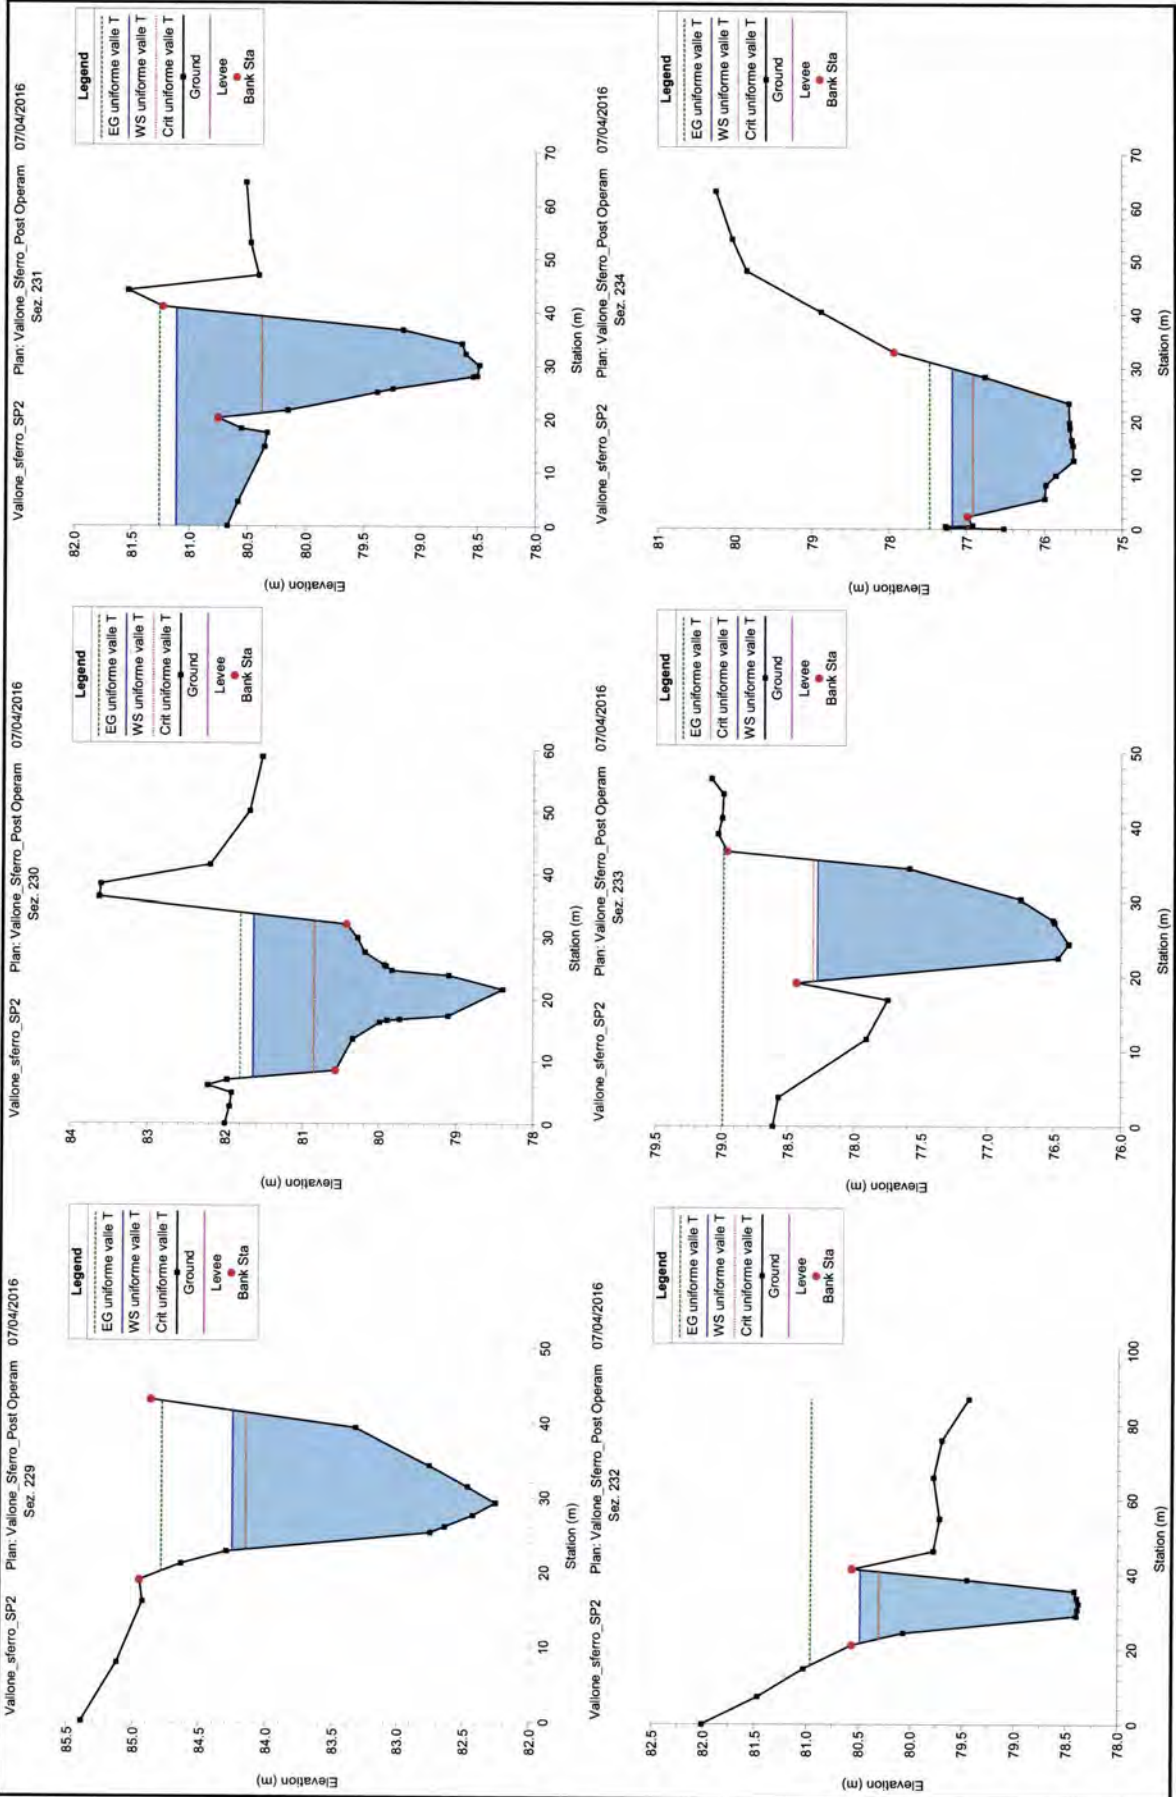 Vallone_sferro_SP2 Plan: Vallone_Sferro_Post Operam 07/04/2016
Sez. 229
Legend
EG uniforme valle T
WS uniforme valle T
Crit uniforme valle T
Ground
Levee
Bank Sta
Elevation (m)
85.5
85.0
84.5
84.0
83.5
83.0
82.5
82.0
0 10 20 30 40 50
Station (m)
Vallone_sferro_SP2 Plan: Vallone_Sferro_Post Operam 07/04/2016
Sez. 230
Legend
EG uniforme valle T
WS uniforme valle T
Crit uniforme valle T
Ground
Levee
Bank Sta
Elevation (m)
84
83
82
81
80
79
78
0 10 20 30 40 50 60
Station (m)
Vallone_sferro_SP2 Plan: Vallone_Sferro_Post Operam 07/04/2016
Sez. 231
Legend
EG uniforme valle T
WS uniforme valle T
Crit uniforme valle T
Ground
Levee
Bank Sta
Elevation (m)
82.0
81.5
81.0
80.5
80.0
79.5
79.0
78.5
78.0
0 10 20 30 40 50 60 70
Station (m)
Vallone_sferro_SP2 Plan: Vallone_Sferro_Post Operam 07/04/2016
Sez. 232
Legend
EG uniforme valle T
WS uniforme valle T
Crit uniforme valle T
Ground
Levee
Bank Sta
Elevation (m)
82.5
82.0
81.5
81.0
80.5
80.0
79.5
79.0
78.5
78.0
0 20 40 60 80 100
Station (m)
Vallone_sferro_SP2 Plan: Vallone_Sferro_Post Operam 07/04/2016
Sez. 233
Legend
EG uniforme valle T
Crit uniforme valle T
WS uniforme valle T
Ground
Levee
Bank Sta
Elevation (m)
79.5
79.0
78.5
78.0
77.5
77.0
76.5
76.0
0 10 20 30 40 50
Station (m)
Vallone_sferro_SP2 Plan: Vallone_Sferro_Post Operam 07/04/2016
Sez. 234
Legend
EG uniforme valle T
WS uniforme valle T
Crit uniforme valle T
Ground
Levee
Bank Sta
Elevation (m)
81
80
79
78
77
76
75
0 10 20 30 40 50 60 70
Station (m)